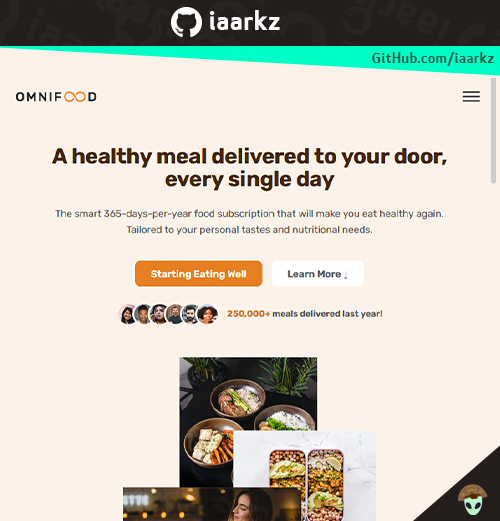 iaarkz
GitHub.com/iaarkz
OMNIFOOD
A healthy meal delivered to your door,
every single day
The smart 365-days-per-year food subscription that will make you eat healthy again.
Tailored to your personal tastes and nutritional needs.
Starting Eating Well
Learn More ↓
250,000+ meals delivered last year!